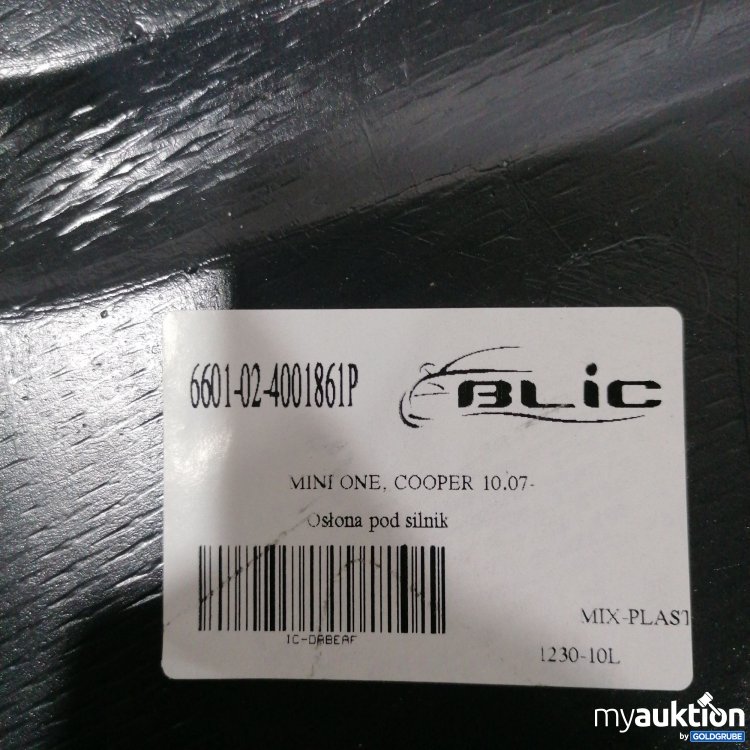 6601-02-4001861P
BLIC
MINI ONE, COOPER 10.07-
Osłona pod silnik
IC-D8BEAF
MIX-PLAST
1230-10L
myauktion
by GOLDGRUBE